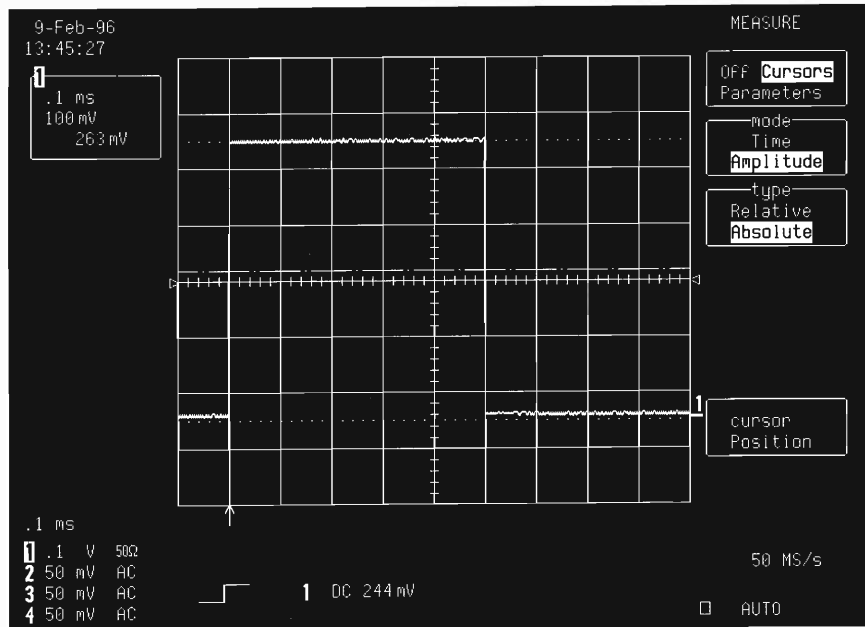 9-Feb-96
13:45:27
1
.1 ms
100 mV
263 mV
MEASURE
Off Cursors
Parameters
mode
Time
Amplitude
type
Relative
Absolute
1
cursor
Position
.1 ms
1 .1 V 50Ω
2 50 mV AC
3 50 mV AC
4 50 mV AC
1 DC 244 mV
50 MS/s
AUTO